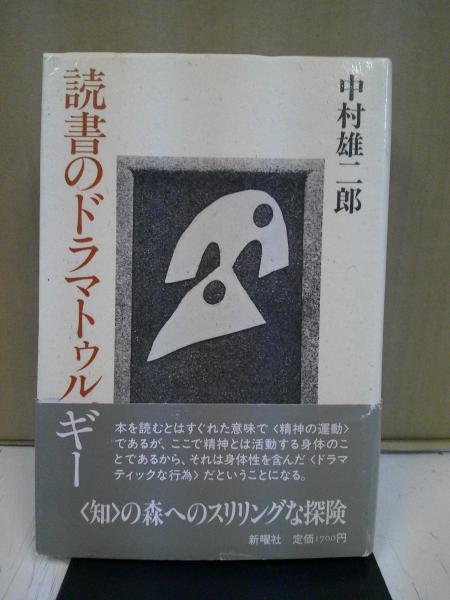 中村雄二郎
読書のドラマトゥルギー
本を読むとはすぐれた意味で〈精神の運動〉
であるが、ここで精神とは活動する身体のこ
とであるから、それは身体性を含んだ〈ドラマ
ティックな行為〉だということになる。
〈知〉の森へのスリリングな探険
新曜社 定価1700円